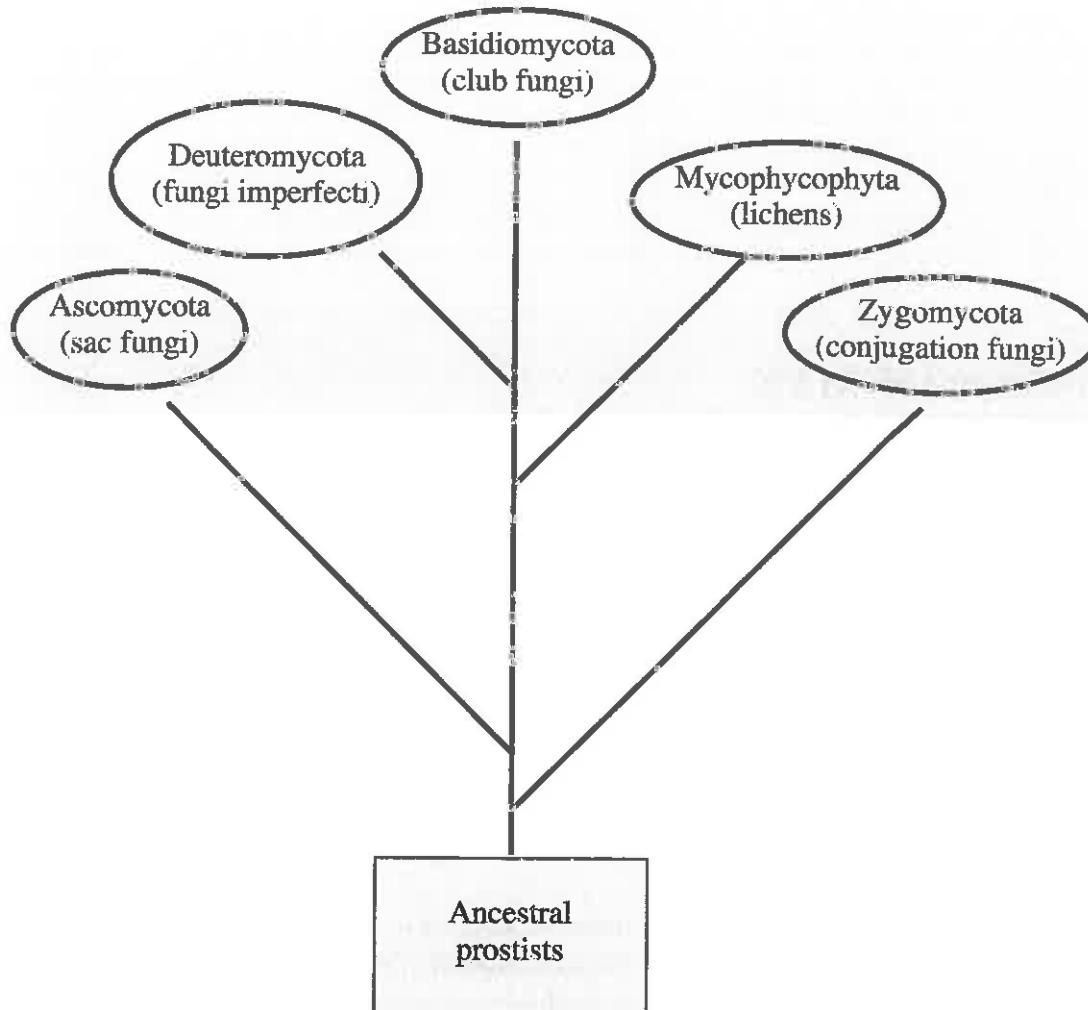 Basidiomycota
(club fungi)
Deuteromycota
(fungi imperfecti)
Mycophycophyta
(lichens)
Ascomycota
(sac fungi)
Zygomycota
(conjugation fungi)
Ancestral
prostists